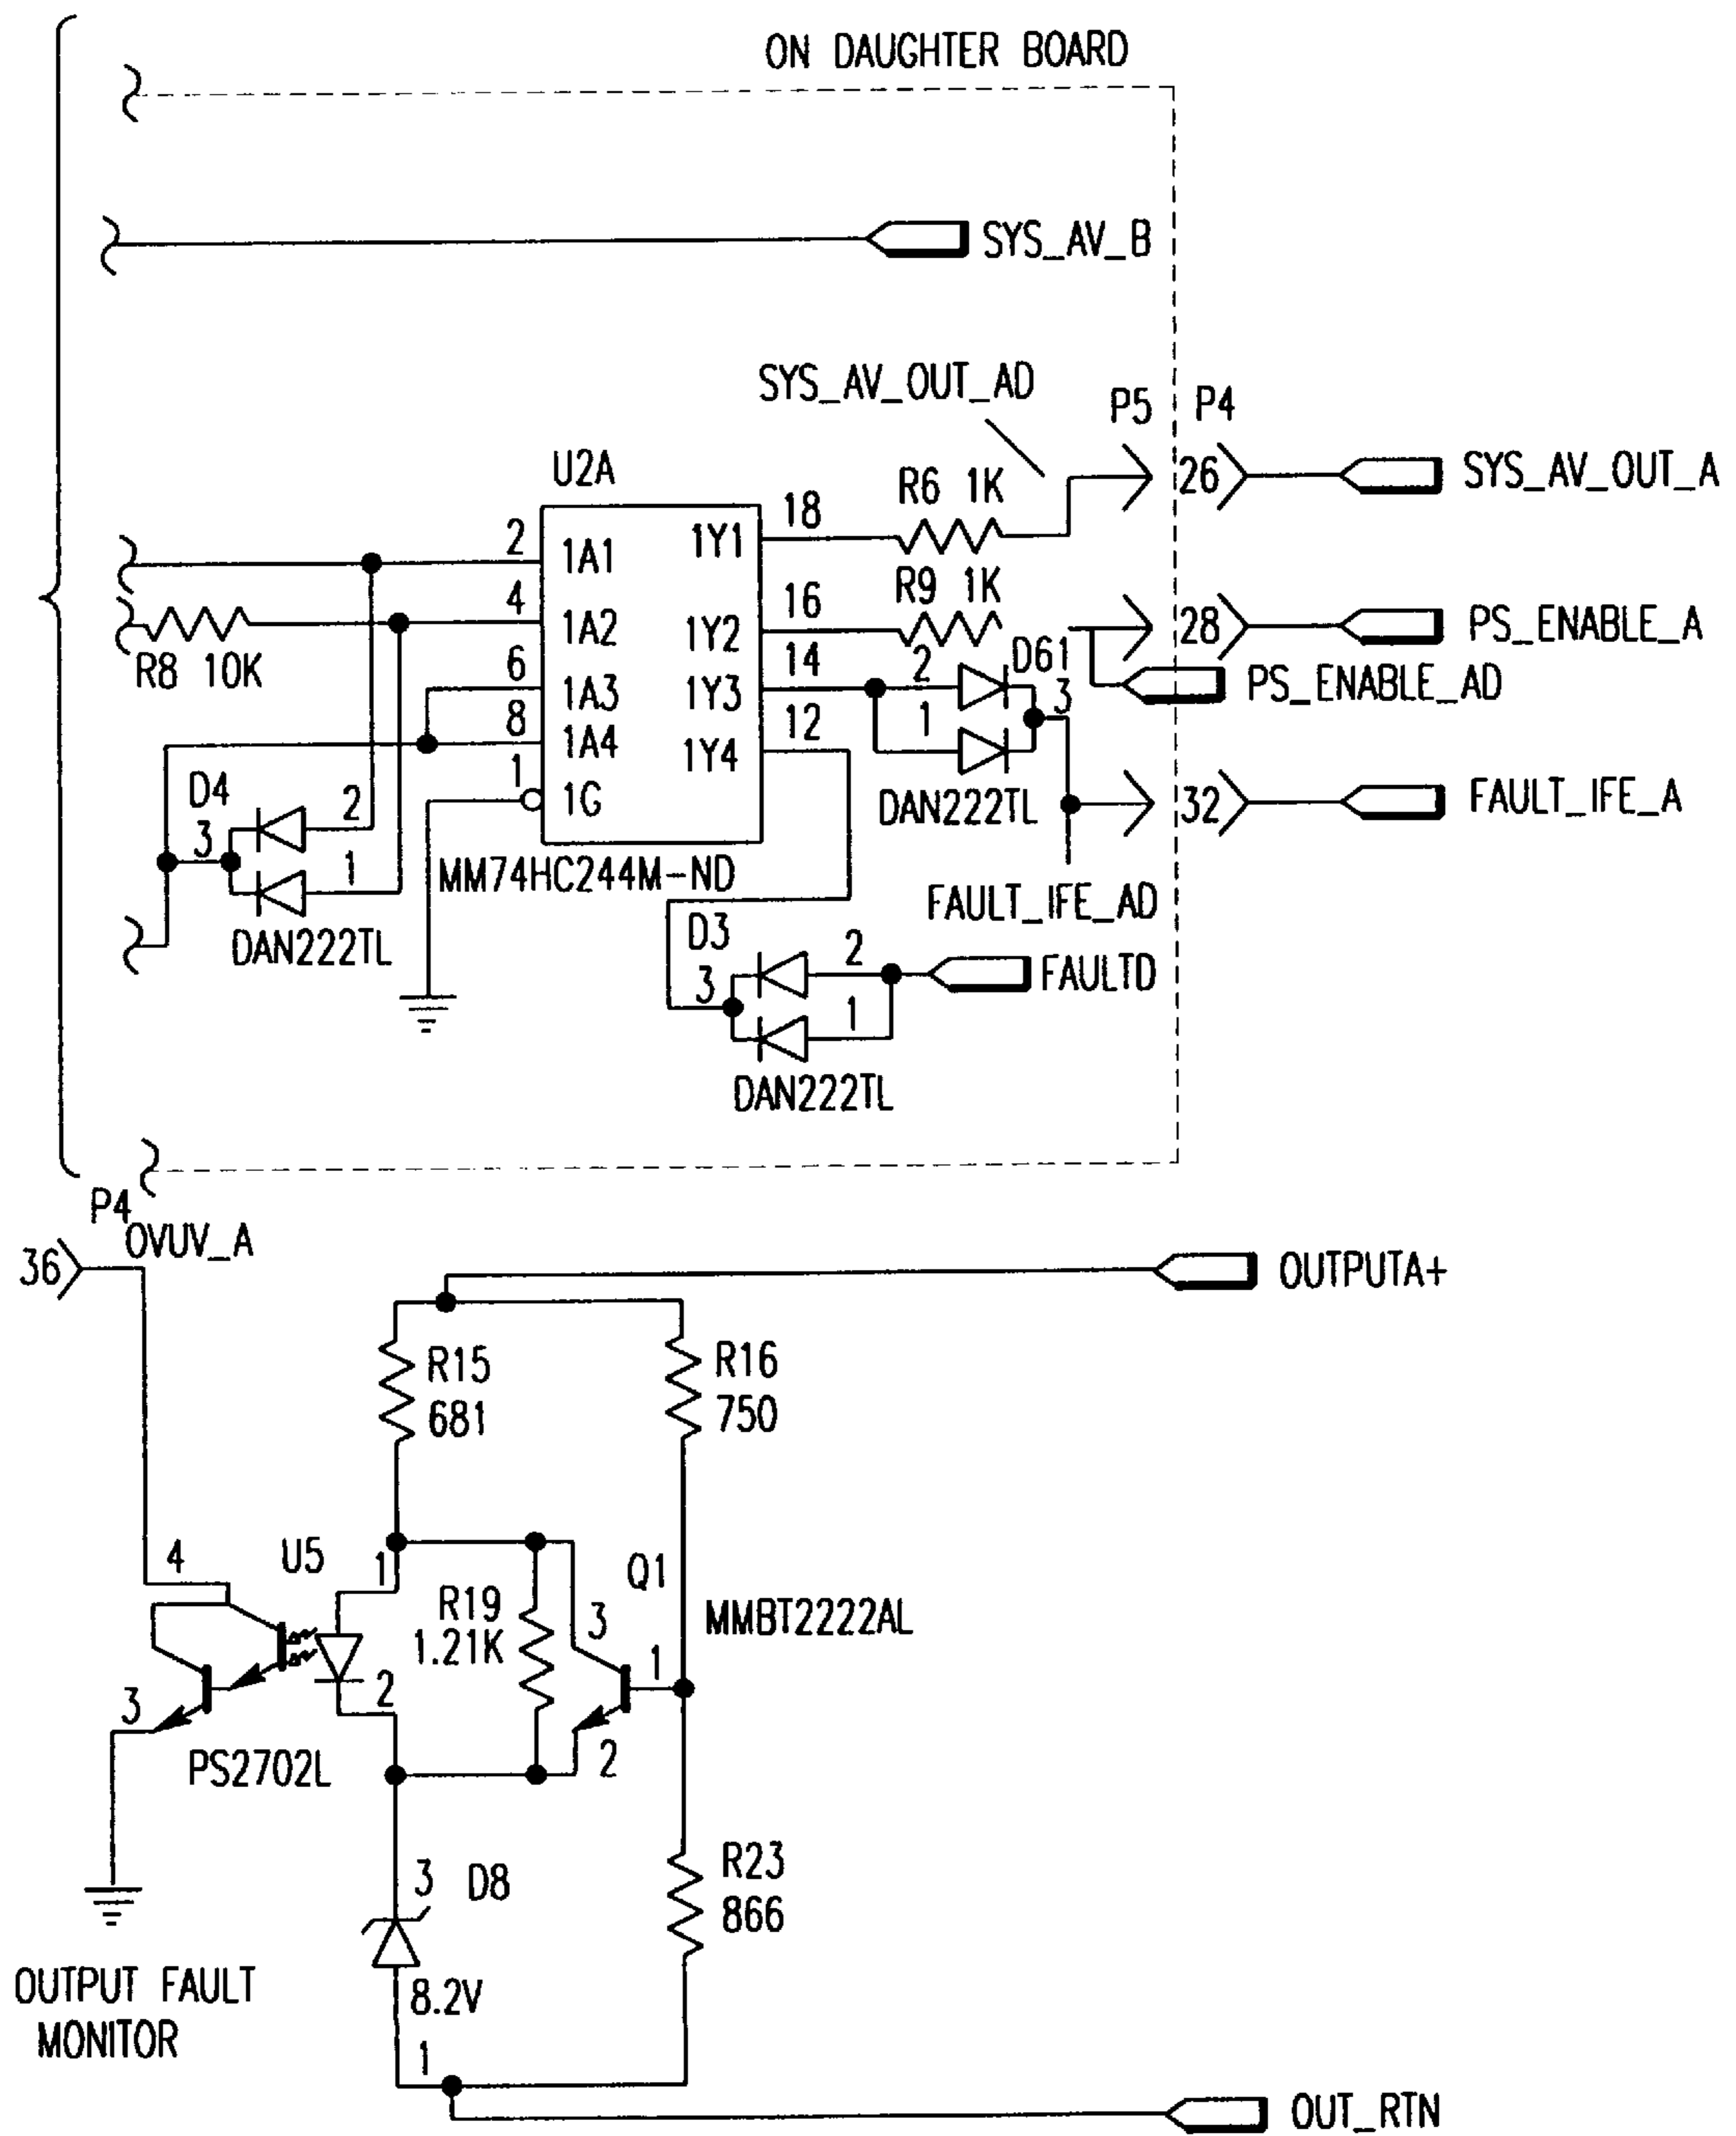 ON DAUGHTER BOARD
SYS_AV_B
SYS_AV_OUT_AD
P5 P4
U2A
R6 1K
26
SYS_AV_OUT_A
2
1A1
1Y1
18
R9 1K
4
1A2
1Y2
16
28
PS_ENABLE_A
R8 10K
6
1A3
1Y3
14
2
D61
3
PS_ENABLE_AD
8
1A4
1Y4
12
1
1
1G
DAN222TL
32
FAULT_IFE_A
D4
2
3
1
DAN222TL
MM74HC244M-ND
FAULT_IFE_AD
D3
2
3
1
FAULTD
DAN222TL
P4
OVUV_A
36
OUTPUTA+
R15
681
R16
750
4
U5
1
R19
1.21K
Q1
3
MMBT2222AL
1
2
3
2
PS2702L
3
D8
R23
866
8.2V
1
OUTPUT FAULT
MONITOR
OUT_RTN